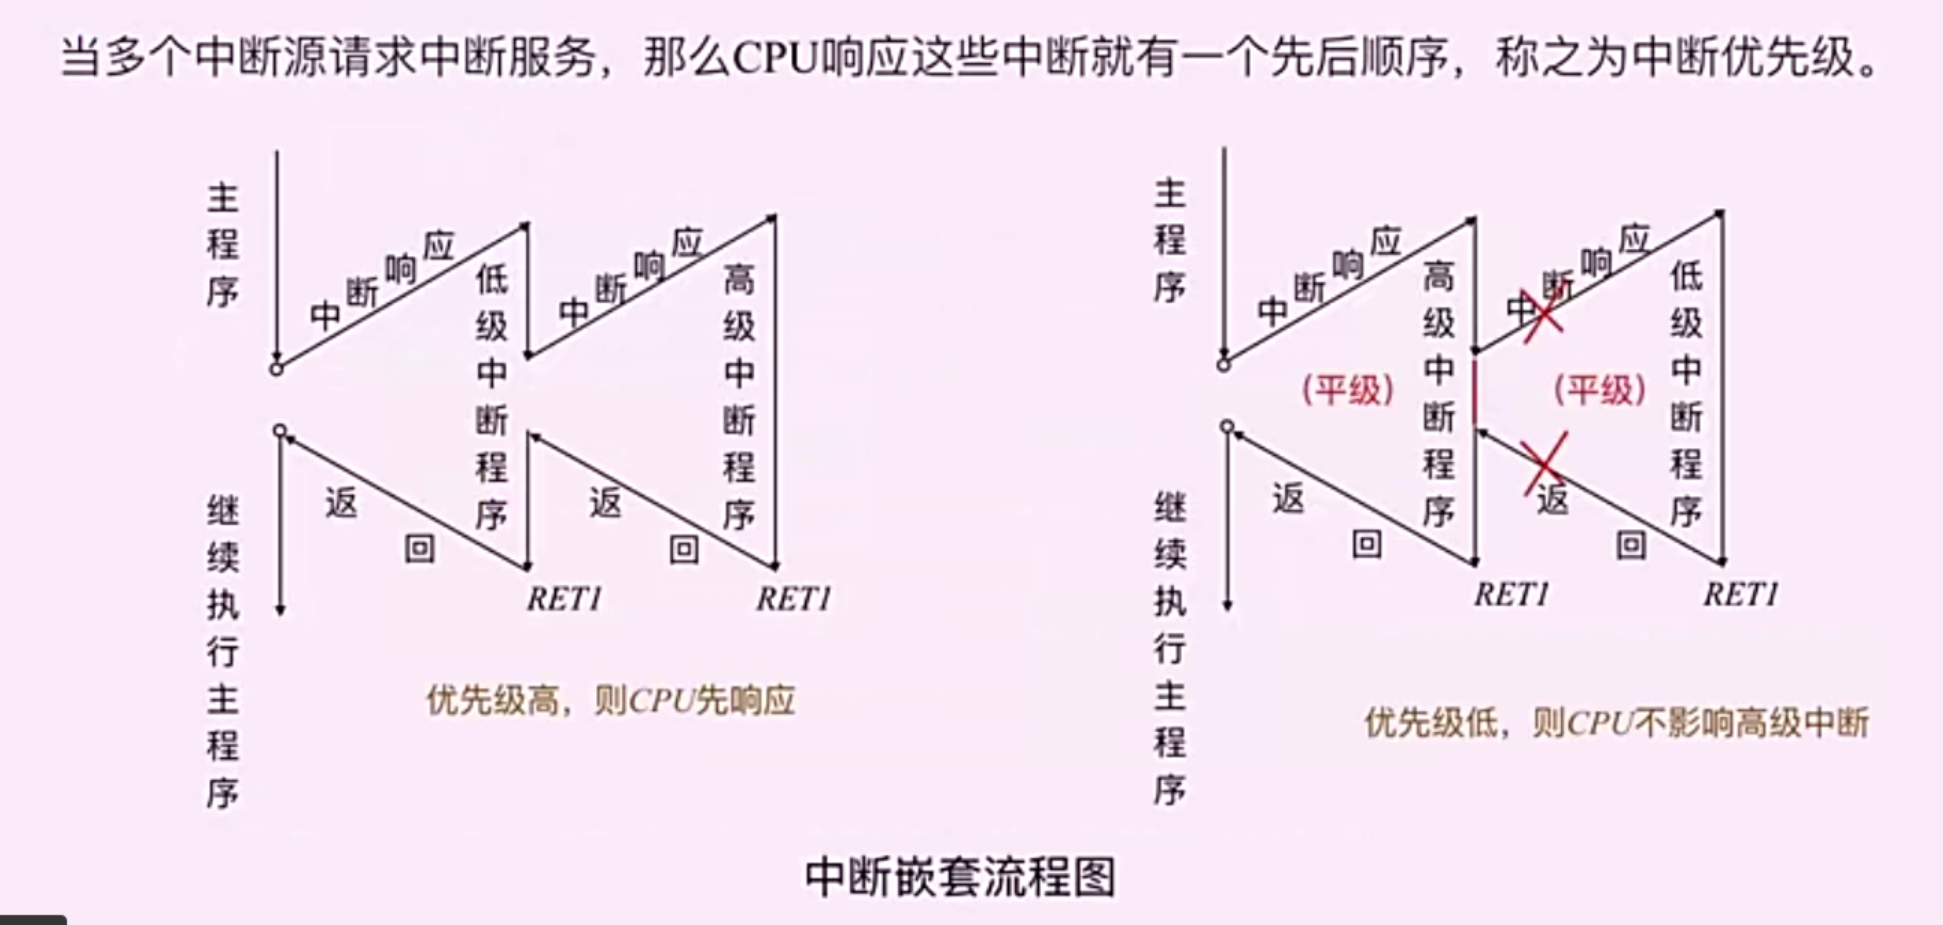 当多个中断源请求中断服务，那么CPU响应这些中断就有一个先后顺序，称之为中断优先级。
主程序
中断响应
低级中断程序
中断响应
高级中断程序
返回
返回
继续执行主程序
RET1
RET1
优先级高，则CPU先响应
主程序
中断响应
高级中断程序
中断响应
低级中断程序
（平级）
（平级）
返回
返回
继续执行主程序
RET1
RET1
优先级低，则CPU不影响高级中断
中断嵌套流程图